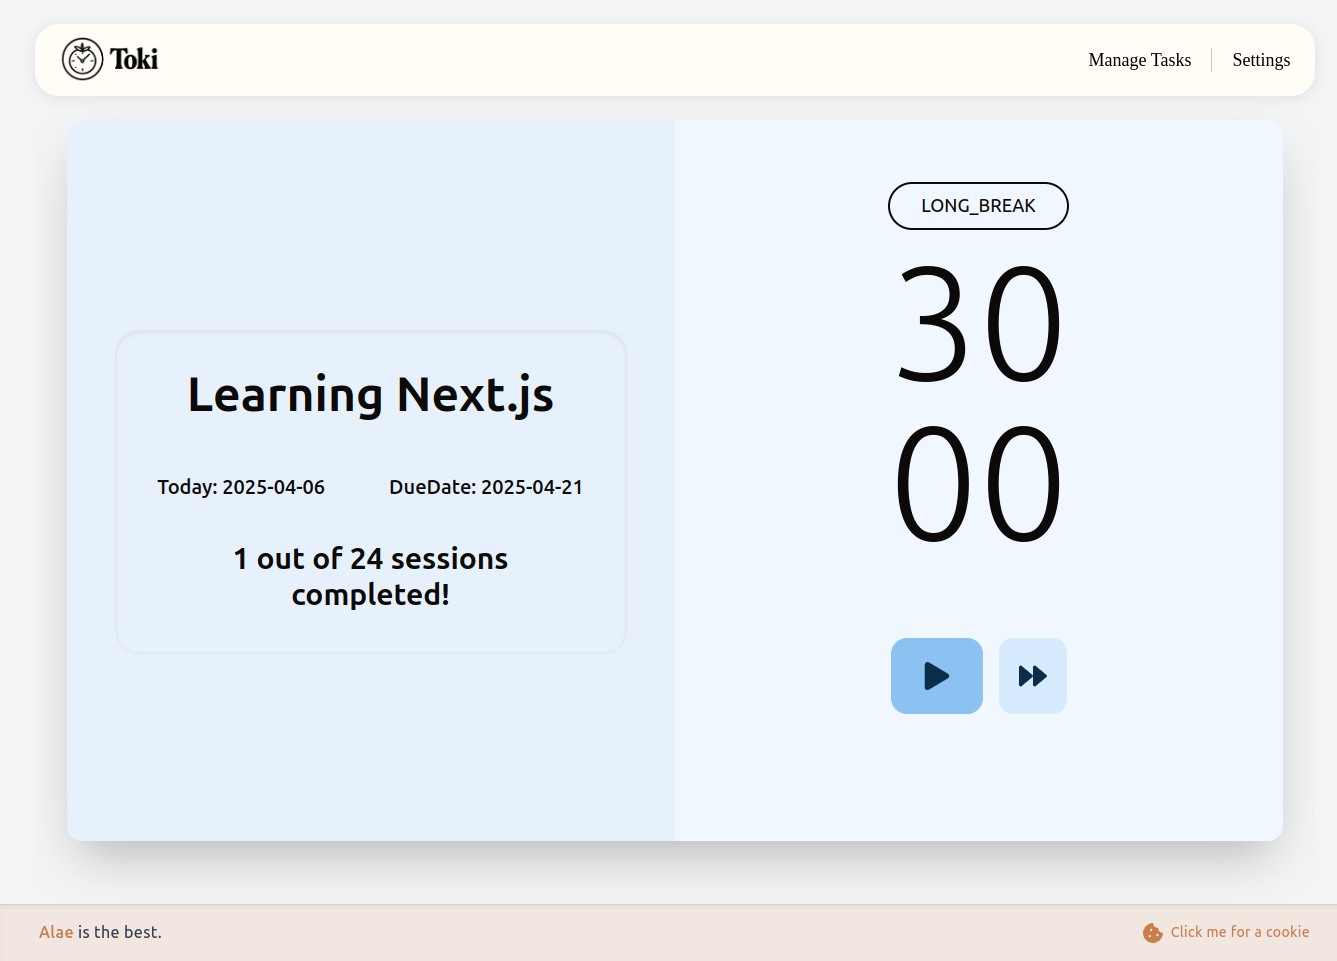 Toki
Manage Tasks
Settings
Learning Next.js
Today: 2025-04-06
DueDate: 2025-04-21
1 out of 24 sessions
completed!
LONG_BREAK
30
00
Alae is the best.
Click me for a cookie